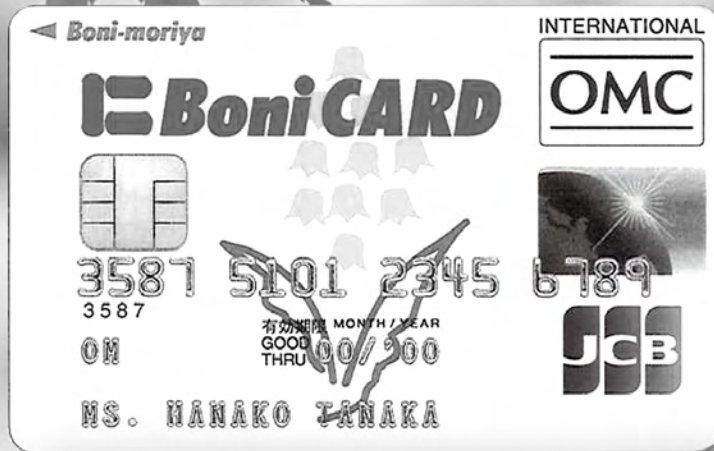 Boni-moriya
INTERNATIONAL
OMC
BoniCARD
3587 5101 2345 6789
3587
有効期限 MONTH/YEAR
GOOD THRU 00/00
OM
JCB
MS. MANAKO TANAKA